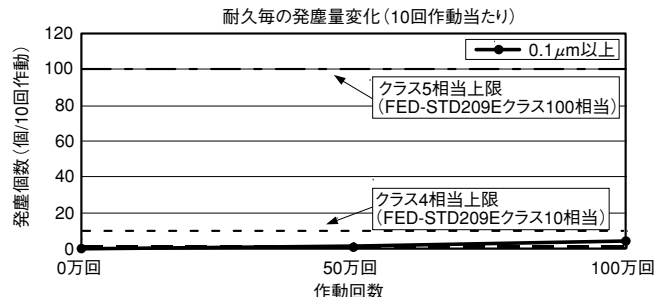 耐久毎の発塵量変化(10回作動当たり)
発塵個数(個/10回作動)
120
100
80
60
40
20
0
0.1μm以上
クラス5相当上限
(FED-STD209Eクラス100相当)
クラス4相当上限
(FED-STD209Eクラス10相当)
0万回
50万回
100万回
作動回数